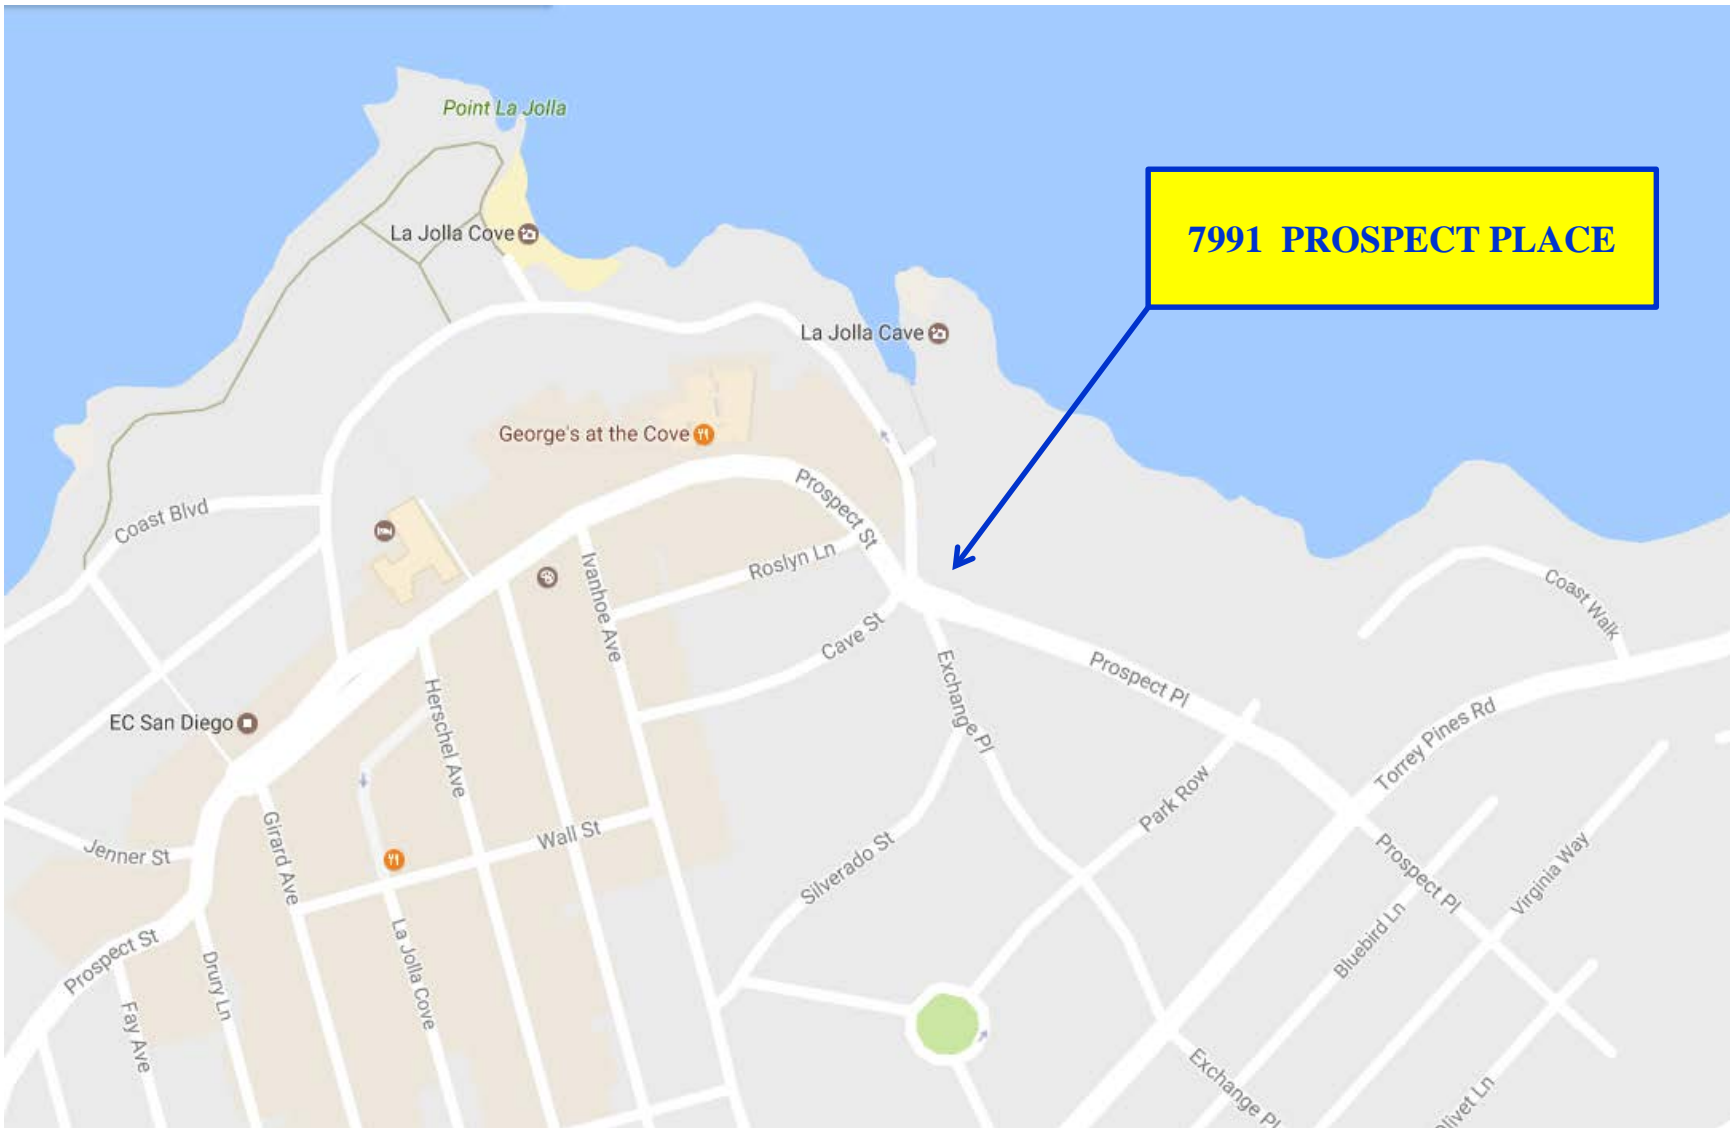 Point La Jolla
La Jolla Cove
7991 PROSPECT PLACE
La Jolla Cave
George's at the Cove
Prospect St
Coast Blvd
Roslyn Ln
Ivanhoe Ave
Coast Walk
Cave St
Exchange Pl
Prospect Pl
EC San Diego
Herschel Ave
Torrey Pines Rd
Park Row
Girard Ave
Wall St
Jenner St
Silverado St
Prospect Pl
Virginia Way
Bluebird Ln
Prospect St
Drury Ln
La Jolla Cove
Fay Ave
Exchange Pl